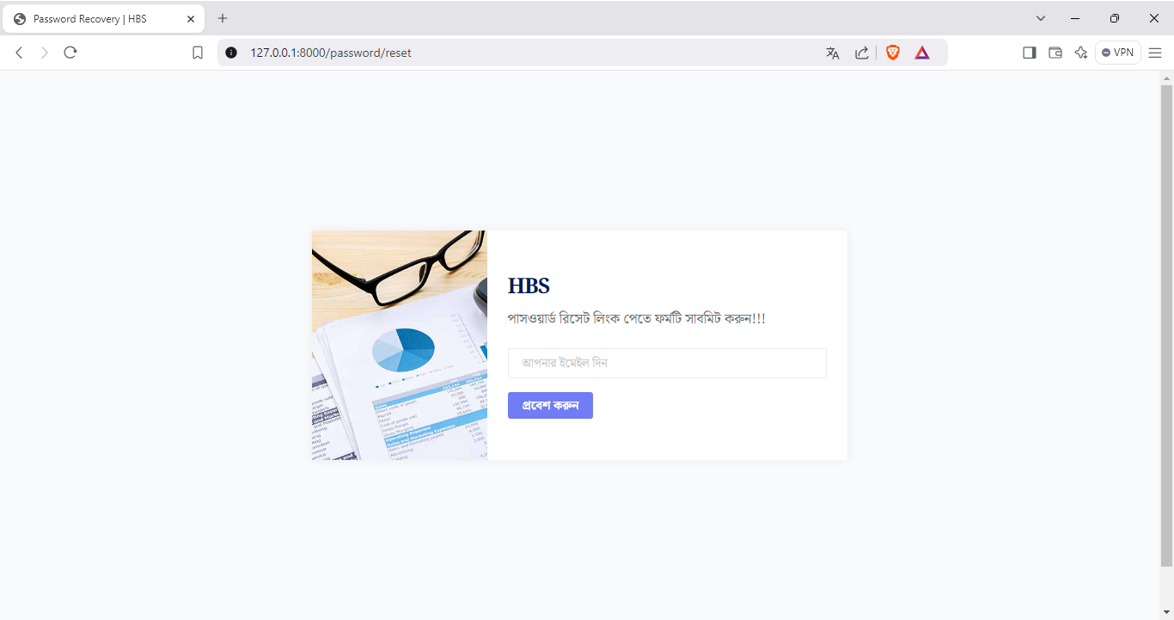 Password Recovery | HBS
127.0.0.1:8000/password/reset
VPN
HBS
পাসওয়ার্ড রিসেট লিংক পেতে ফর্মটি সাবমিট করুন!!!
আপনার ইমেইল দিন
প্রবেশ করুন